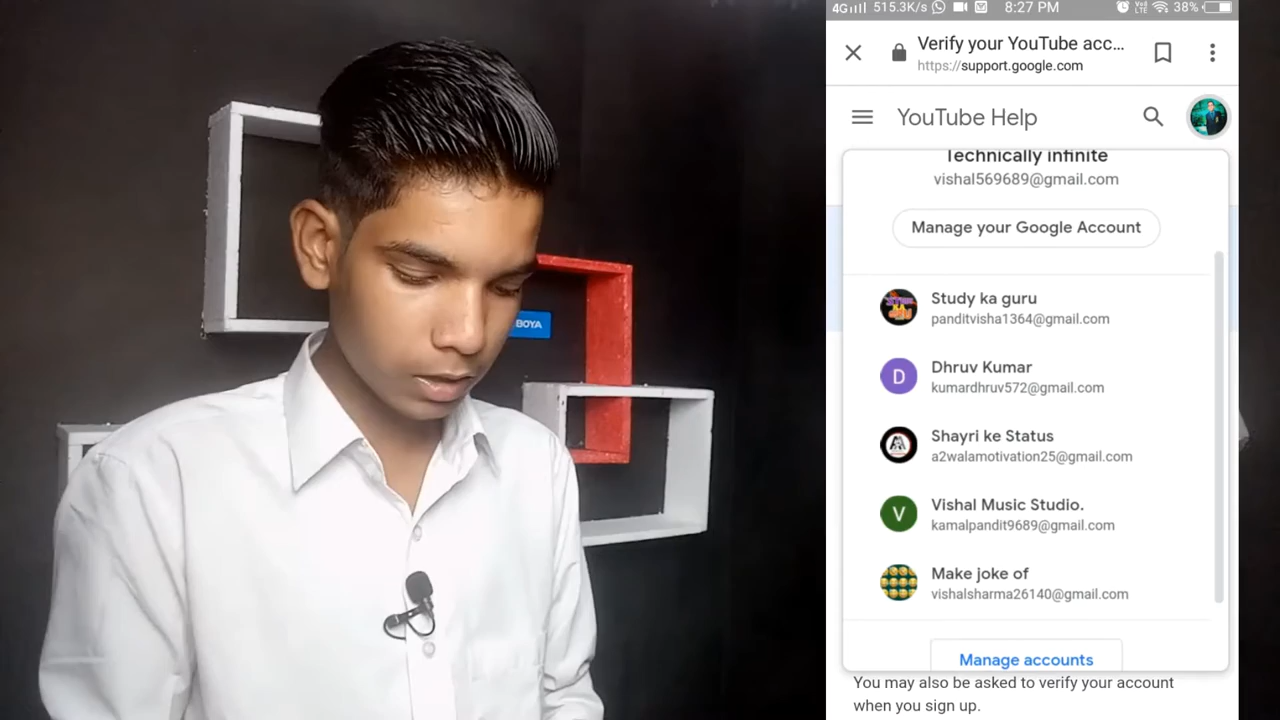 4G 515.3K/s 8:27 PM VoLTE 38%
Verify your YouTube acc...
https://support.google.com
YouTube Help
Technically infinite
vishal569689@gmail.com
Manage your Google Account
Study ka guru
panditvisha1364@gmail.com
D
Dhruv Kumar
kumardhruv572@gmail.com
Shayri ke Status
a2walamotivation25@gmail.com
V
Vishal Music Studio.
kamalpandit9689@gmail.com
Make joke of
vishalsharma26140@gmail.com
Manage accounts
You may also be asked to verify your account
when you sign up.
BOYA